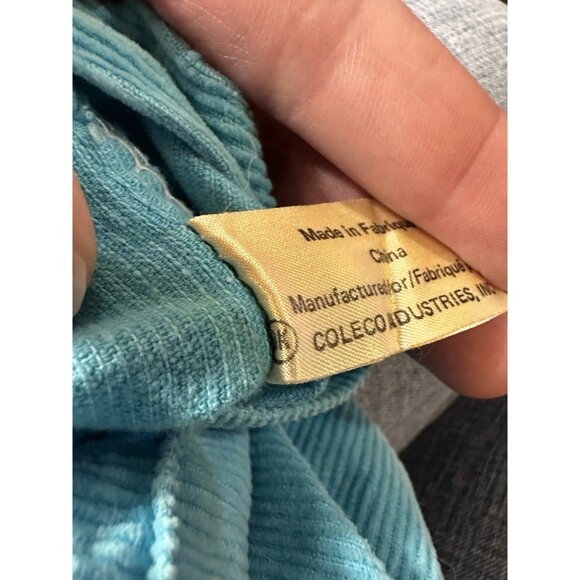 Made in Fabriqué
China
Manufactured for/Fabriqué
K COLECO INDUSTRIES, INC